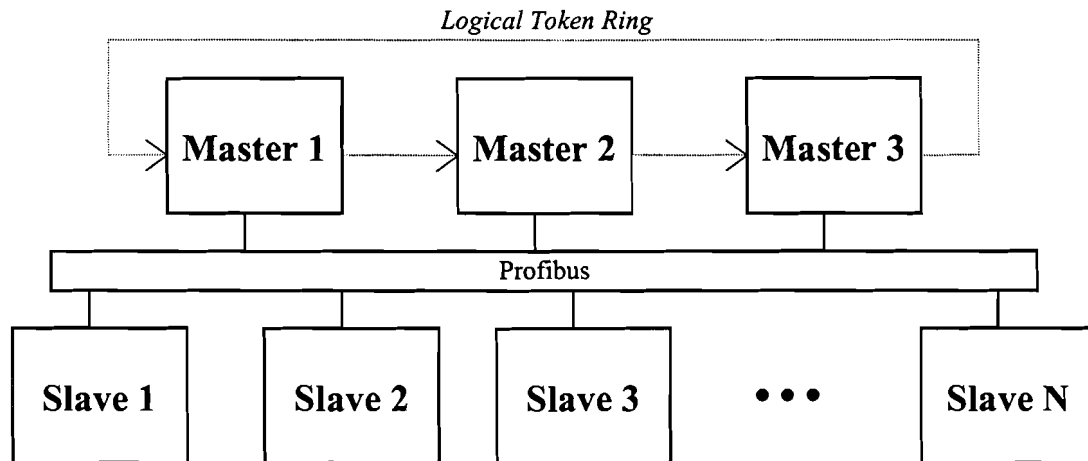 Logical Token Ring
Master 1
Master 2
Master 3
Profibus
Slave 1
Slave 2
Slave 3
• • •
Slave N